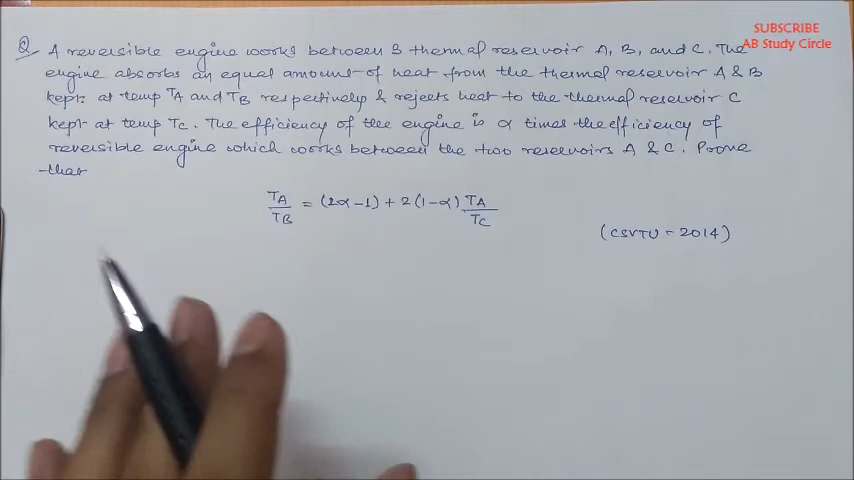 SUBSCRIBE
AB Study Circle
Q. A reversible engine works between 3 thermal reservoir A, B, and C. The
engine absorbs an equal amount of heat from the thermal reservoir A & B
kept at temp TA and TB respectively & rejects heat to the thermal reservoir C
kept at temp Tc. The efficiency of the engine is α times the efficiency of
reversible engine which works between the two reservoirs A & C. Prove
that
TA/TB = (2α-1) + 2(1-α) TA/TC
(CSVTU - 2014)